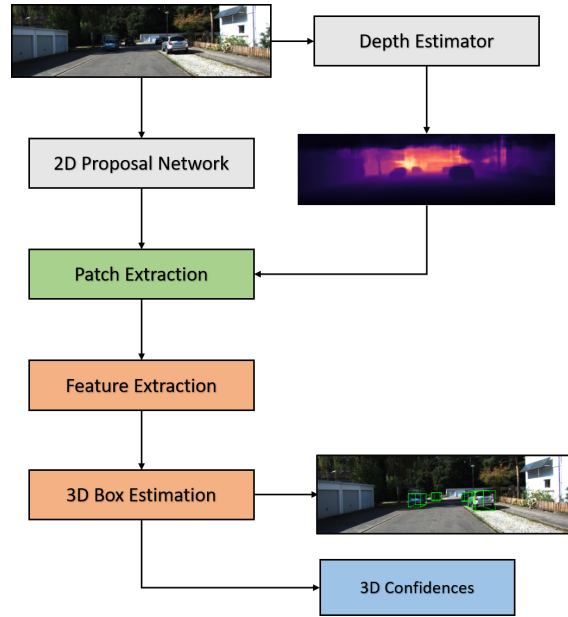 Depth Estimator
2D Proposal Network
Patch Extraction
Feature Extraction
3D Box Estimation
3D Confidences